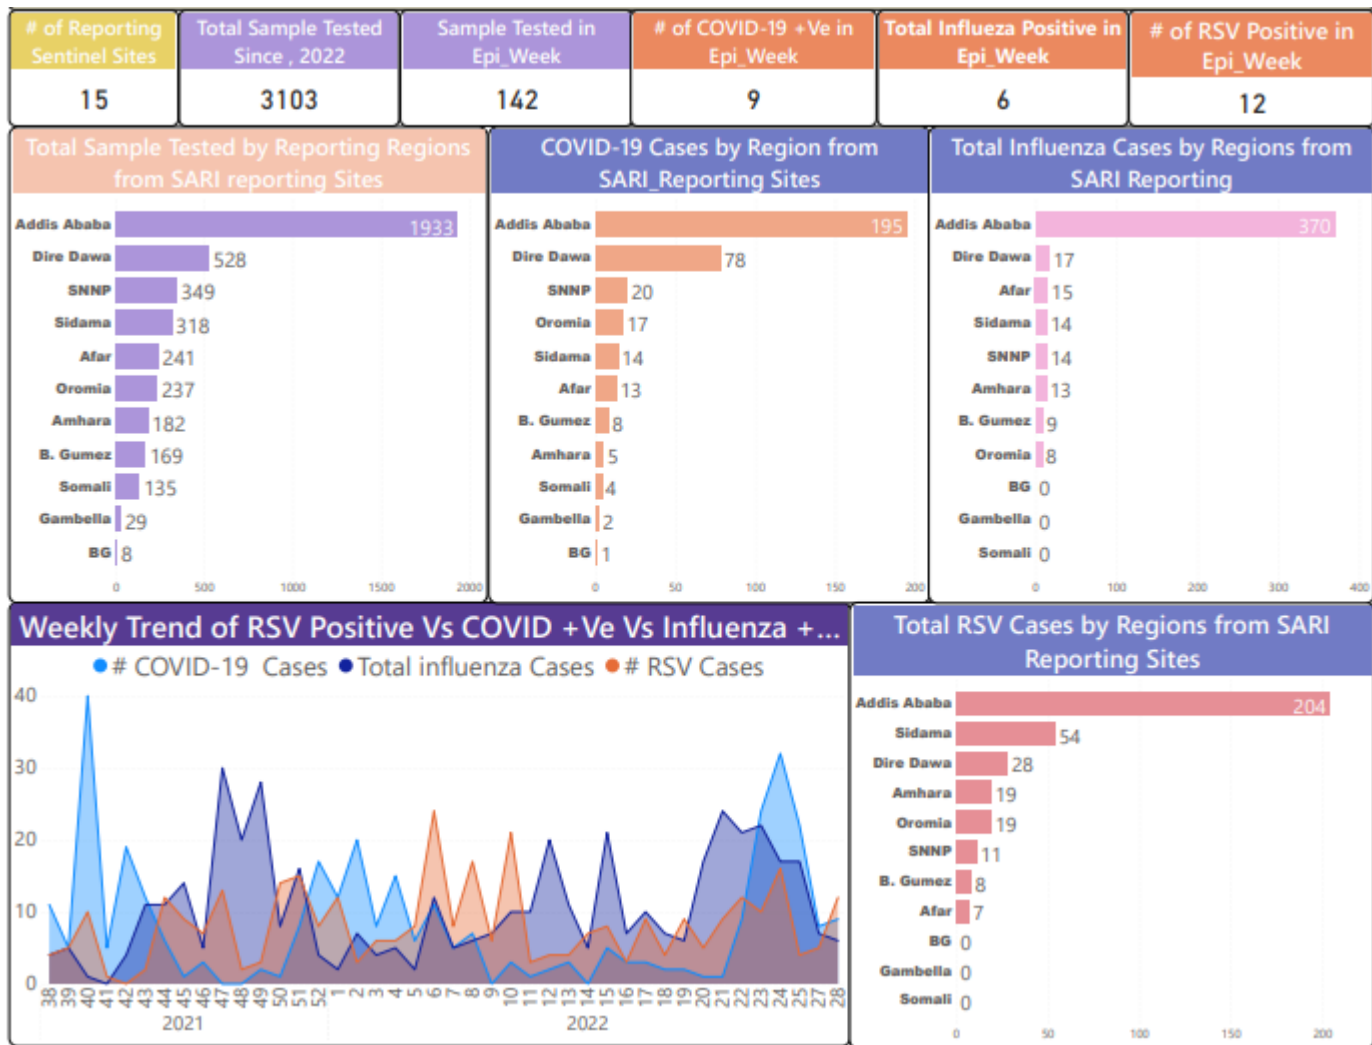 # of Reporting
Sentinel Sites
15
Total Sample Tested
Since , 2022
3103
Sample Tested in
Epi_Week
142
# of COVID-19 +Ve in
Epi_Week
9
Total Influeza Positive in
Epi_Week
6
# of RSV Positive in
Epi_Week
12
Total Sample Tested by Reporting Regions
from SARI reporting Sites
Addis Ababa 1933
Dire Dawa 528
SNNP 349
Sidama 318
Afar 241
Oromia 237
Amhara 182
B. Gumez 169
Somali 135
Gambella 29
BG 8
0 500 1000 1500 2000
COVID-19 Cases by Region from
SARI_Reporting Sites
Addis Ababa 195
Dire Dawa 78
SNNP 20
Oromia 17
Sidama 14
Afar 13
B. Gumez 8
Amhara 5
Somali 4
Gambella 2
BG 1
0 50 100 150 200
Total Influenza Cases by Regions from
SARI Reporting
Addis Ababa 370
Dire Dawa 17
Afar 15
Sidama 14
SNNP 14
Amhara 13
B. Gumez 9
Oromia 8
BG 0
Gambella 0
Somali 0
0 100 200 300 400
Weekly Trend of RSV Positive Vs COVID +Ve Vs Influenza +...
# COVID-19 Cases Total influenza Cases # RSV Cases
40
30
20
10
0
38 39 40 41 42 43 44 45 46 47 48 49 50 51 52 1 2 3 4 5 6 7 8 9 10 11 12 13 14 15 16 17 18 19 20 21 22 23 24 25 27 28
2021 2022
Total RSV Cases by Regions from SARI
Reporting Sites
Addis Ababa 204
Sidama 54
Dire Dawa 28
Amhara 19
Oromia 19
SNNP 11
B. Gumez 8
Afar 7
BG 0
Gambella 0
Somali 0
0 50 100 150 200